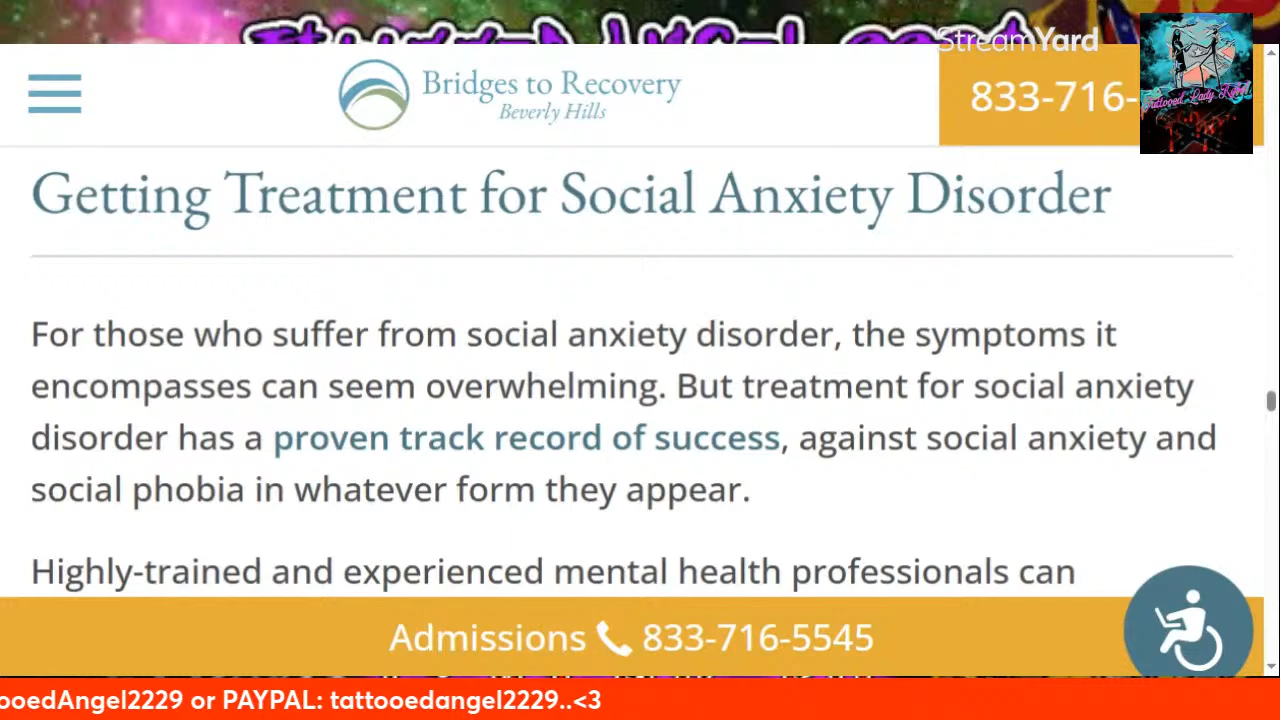 StreamYard
Bridges to Recovery
Beverly Hills
833-716-
Tattooed Lady
Getting Treatment for Social Anxiety Disorder
For those who suffer from social anxiety disorder, the symptoms it
encompasses can seem overwhelming. But treatment for social anxiety
disorder has a proven track record of success, against social anxiety and
social phobia in whatever form they appear.
Highly-trained and experienced mental health professionals can
Admissions 833-716-5545
ooedAngel2229 or PAYPAL: tattooedangel2229..<3